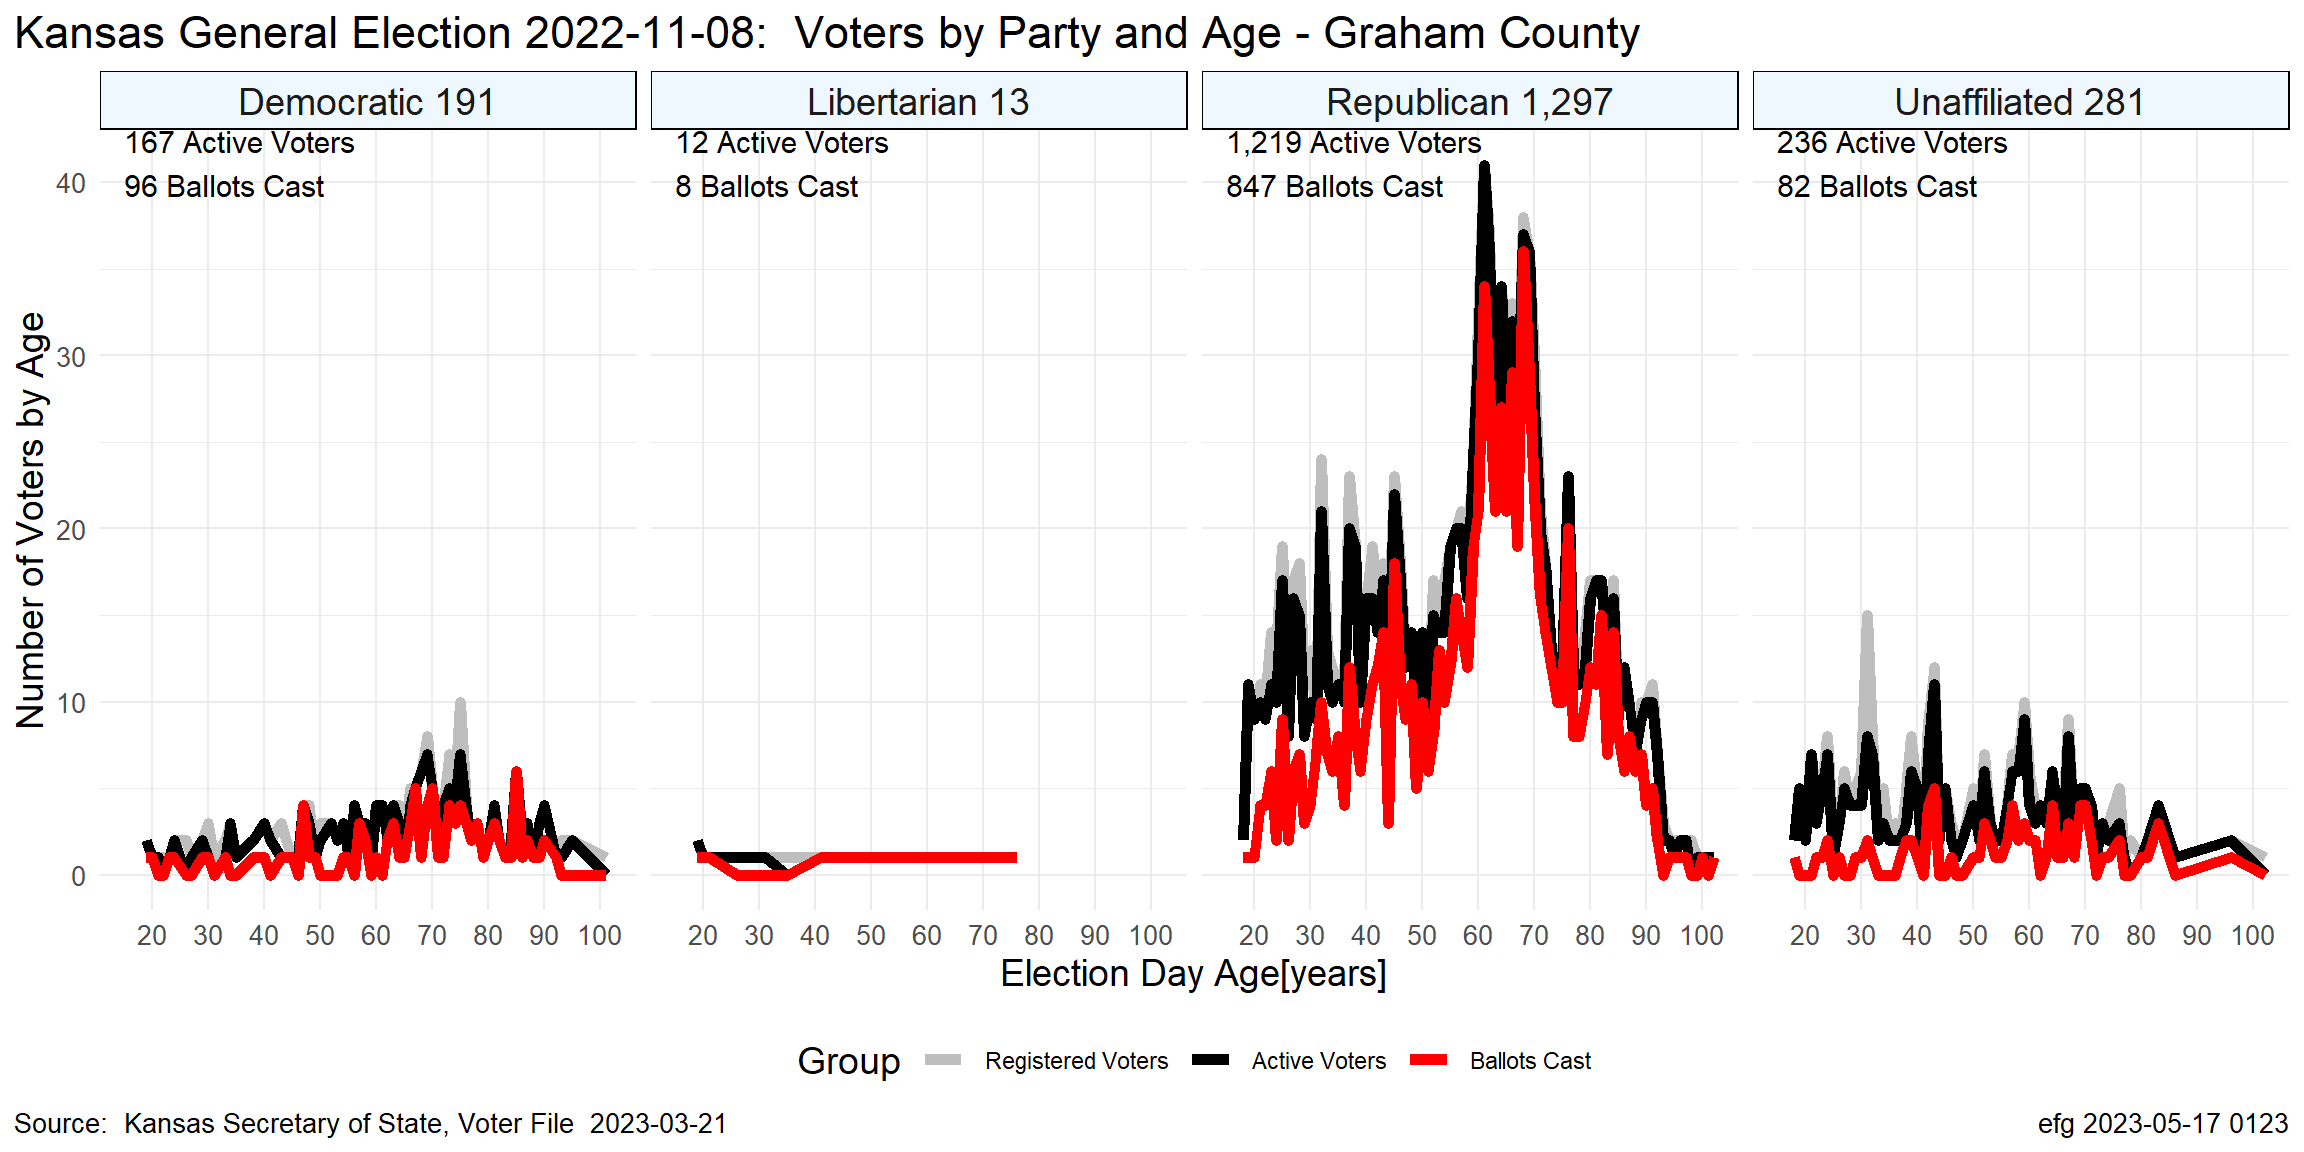 Kansas General Election 2022-11-08:  Voters by Party and Age - Graham County
Democratic 191
Libertarian 13
Republican 1,297
Unaffiliated 281
167 Active Voters
96 Ballots Cast
12 Active Voters
8 Ballots Cast
1,219 Active Voters
847 Ballots Cast
236 Active Voters
82 Ballots Cast
Number of Voters by Age
40
30
20
10
0
20 30 40 50 60 70 80 90 100
20 30 40 50 60 70 80 90 100
20 30 40 50 60 70 80 90 100
20 30 40 50 60 70 80 90 100
Election Day Age[years]
Group Registered Voters Active Voters Ballots Cast
Source:  Kansas Secretary of State, Voter File  2023-03-21
efg 2023-05-17 0123